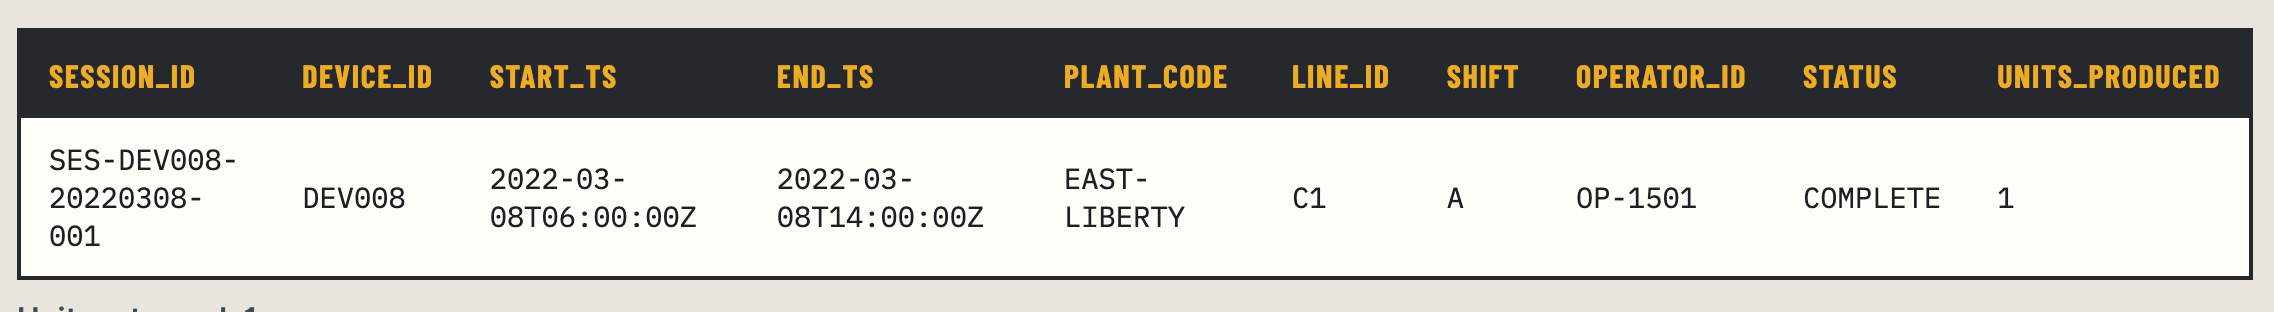 SESSION_ID DEVICE_ID START_TS END_TS PLANT_CODE LINE_ID SHIFT OPERATOR_ID STATUS UNITS_PRODUCED
SES-DEV008-
20220308-
001
DEV008
2022-03-
08T06:00:00Z
2022-03-
08T14:00:00Z
EAST-
LIBERTY
C1
A
OP-1501
COMPLETE
1